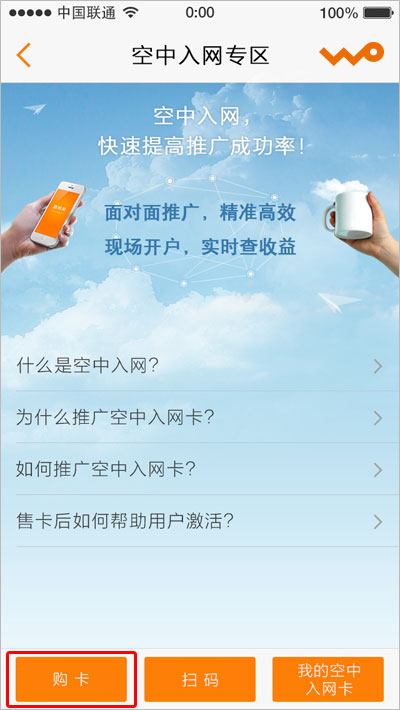 中国联通 0:00 100%
空中入网专区
空中入网，
快速提高推广成功率！
面对面推广，精准高效
现场开户，实时查收益
什么是空中入网？
为什么推广空中入网卡？
如何推广空中入网卡？
售卡后如何帮助用户激活？
购卡
扫码
我的空中
入网卡